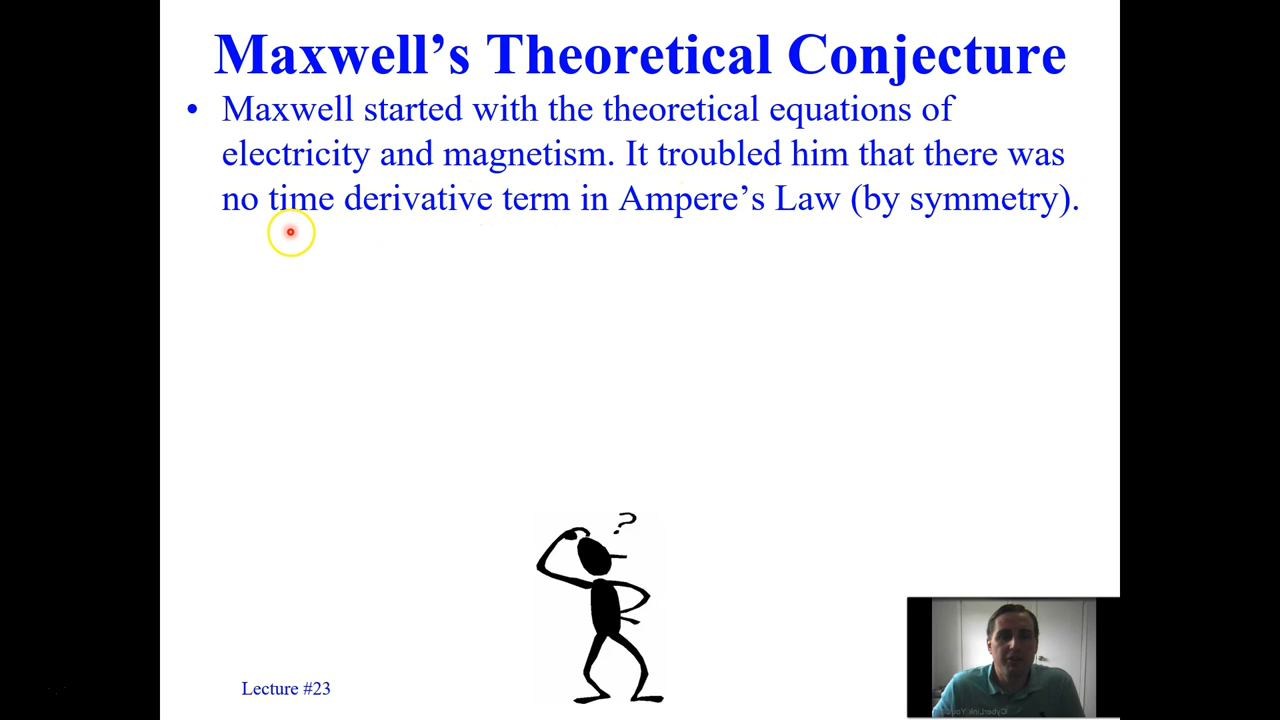 Maxwell’s Theoretical Conjecture
• Maxwell started with the theoretical equations of
electricity and magnetism. It troubled him that there was
no time derivative term in Ampere’s Law (by symmetry).
?
Lecture #23